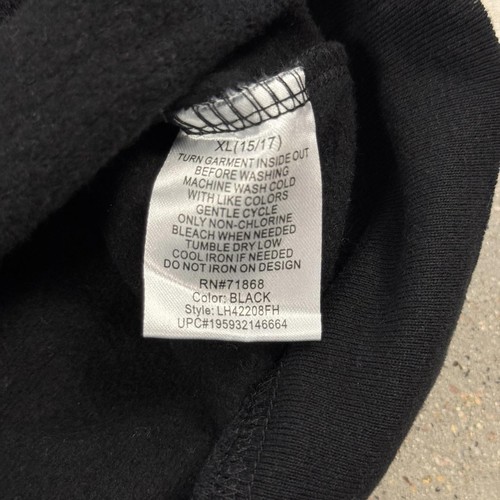 XL(15/17)
TURN GARMENT INSIDE OUT
BEFORE WASHING
MACHINE WASH COLD
WITH LIKE COLORS
GENTLE CYCLE
ONLY NON-CHLORINE
BLEACH WHEN NEEDED
TUMBLE DRY LOW
COOL IRON IF NEEDED
DO NOT IRON ON DESIGN
RN#71868
Color: BLACK
Style: LH42208FH
UPC#195932146664